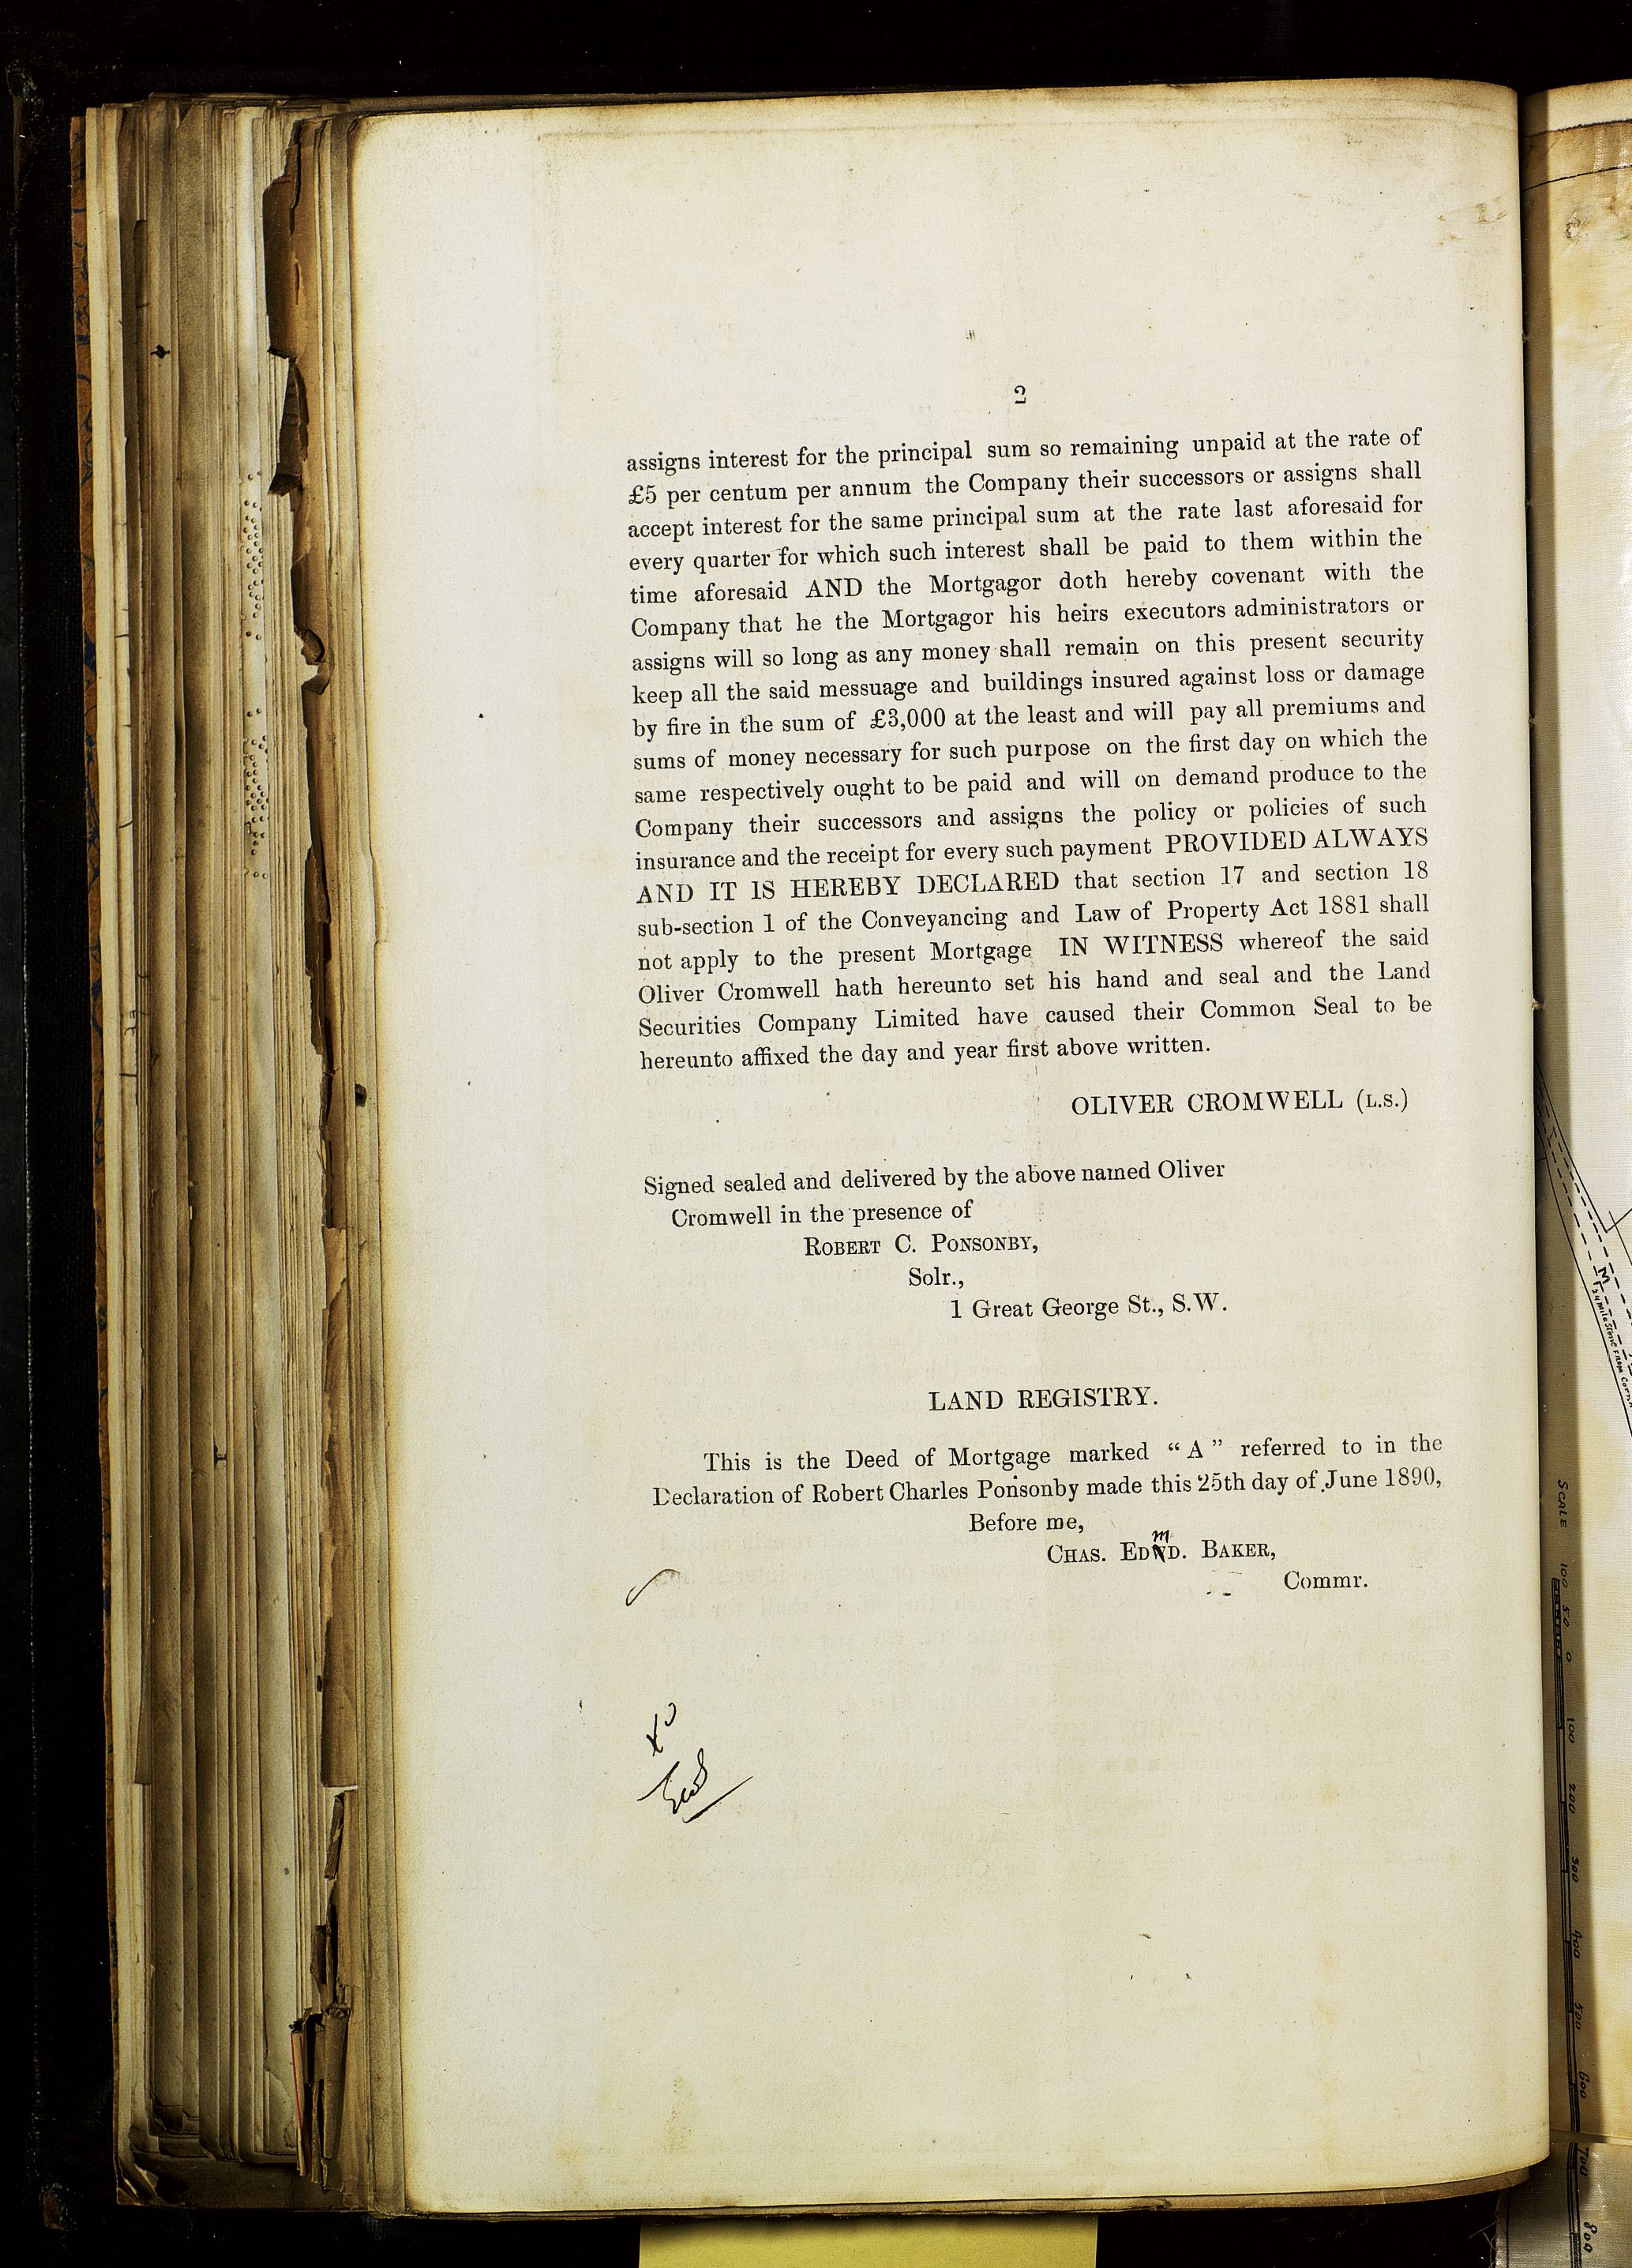 2
assigns interest for the principal sum so remaining unpaid at the rate of
£5 per centum per annum the Company their successors or assigns shall
accept interest for the same principal sum at the rate last aforesaid for
every quarter for which such interest shall be paid to them within the
time aforesaid AND the Mortgagor doth hereby covenant with the
Company that he the Mortgagor his heirs executors administrators or
assigns will so long as any money shall remain on this present security
keep all the said messuage and buildings insured against loss or damage
by fire in the sum of £3,000 at the least and will pay all premiums and
sums of money necessary for such purpose on the first day on which the
same respectively ought to be paid and will on demand produce to the
Company their successors and assigns the policy or policies of such
insurance and the receipt for every such payment PROVIDED ALWAYS
AND IT IS HEREBY DECLARED that section 17 and section 18
sub-section 1 of the Conveyancing and Law of Property Act 1881 shall
not apply to the present Mortgage IN WITNESS whereof the said
Oliver Cromwell hath hereunto set his hand and seal and the Land
Securities Company Limited have caused their Common Seal to be
hereunto affixed the day and year first above written.
OLIVER CROMWELL (L.S.)
Signed sealed and delivered by the above named Oliver
Cromwell in the presence of
ROBERT C. PONSONBY,
Solr.,
1 Great George St., S.W.
LAND REGISTRY.
This is the Deed of Mortgage marked “A” referred to in the
Declaration of Robert Charles Ponsonby made this 25th day of June 1890,
Before me,
CHAS. EDMD. BAKER,
Commr.
SCALE 100 50 0 100 200 300 400 500 600 700 800